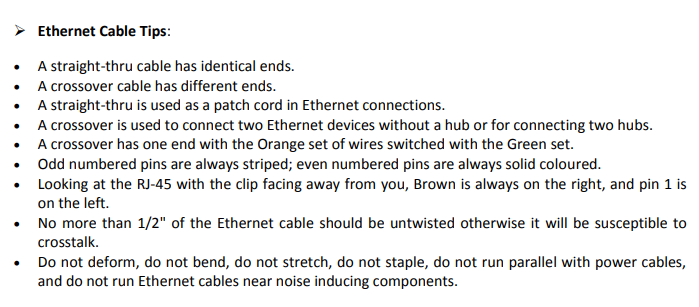 ➢ Ethernet Cable Tips:
• A straight-thru cable has identical ends.
• A crossover cable has different ends.
• A straight-thru is used as a patch cord in Ethernet connections.
• A crossover is used to connect two Ethernet devices without a hub or for connecting two hubs.
• A crossover has one end with the Orange set of wires switched with the Green set.
• Odd numbered pins are always striped; even numbered pins are always solid coloured.
• Looking at the RJ-45 with the clip facing away from you, Brown is always on the right, and pin 1 is
on the left.
• No more than 1/2" of the Ethernet cable should be untwisted otherwise it will be susceptible to
crosstalk.
• Do not deform, do not bend, do not stretch, do not staple, do not run parallel with power cables,
and do not run Ethernet cables near noise inducing components.